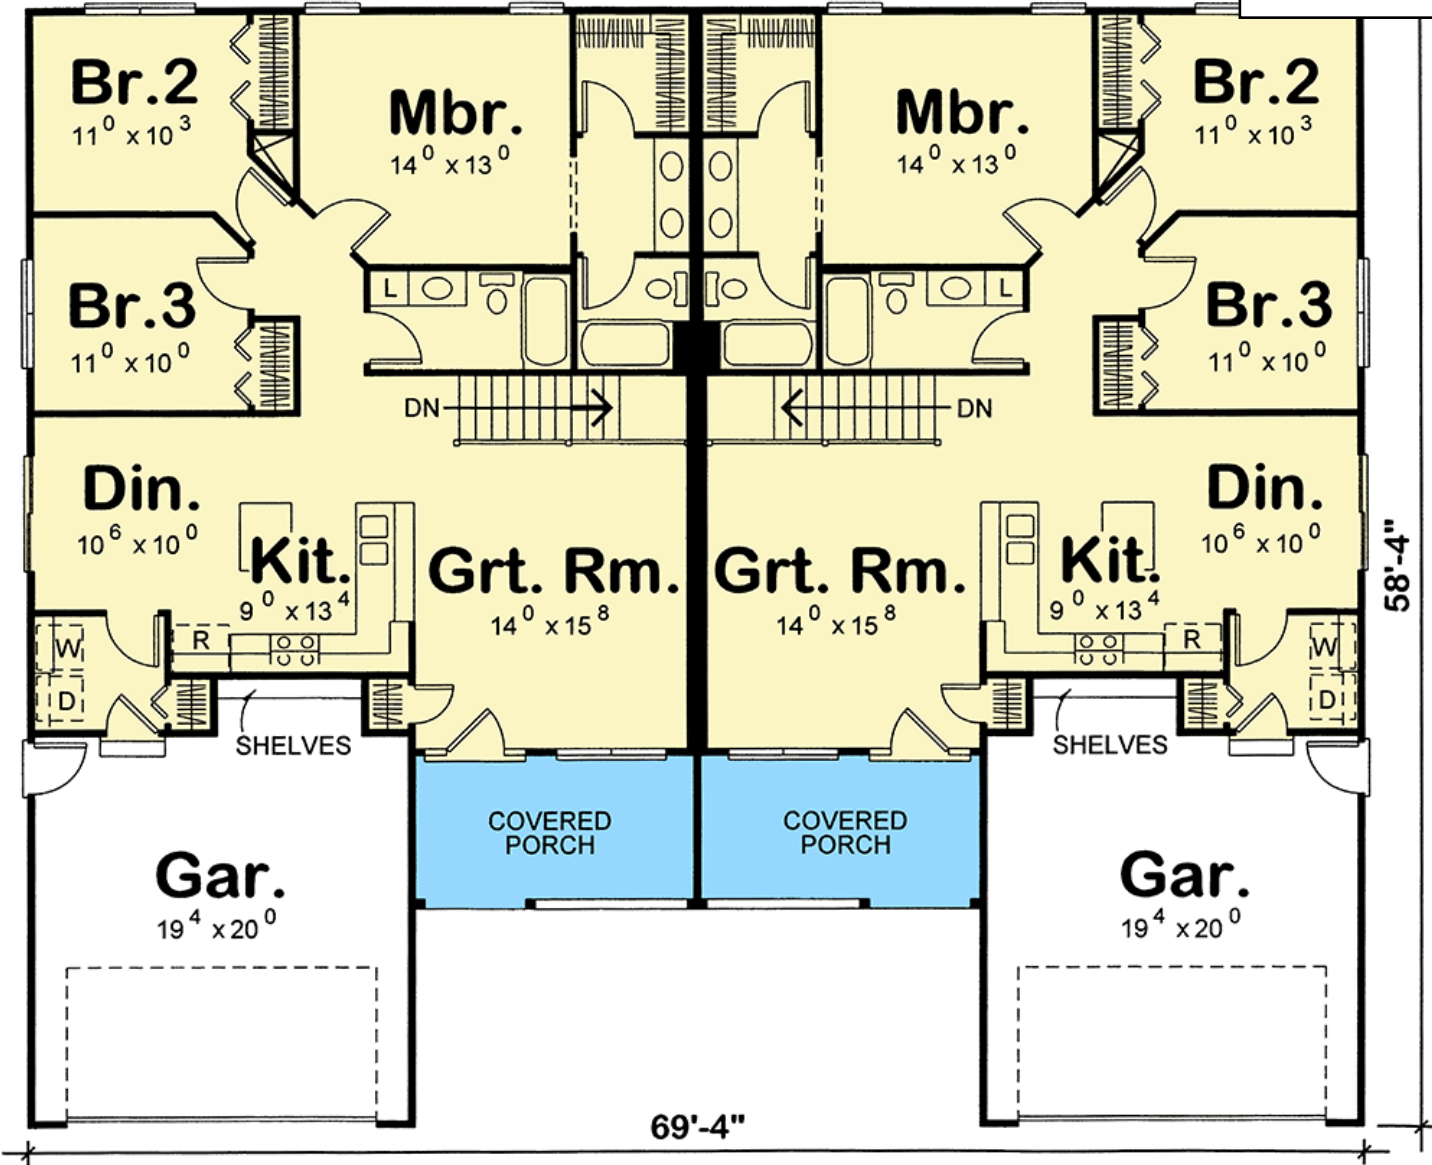 Br.2
11⁰ x 10³
Mbr.
14⁰ x 13⁰
Mbr.
14⁰ x 13⁰
Br.2
11⁰ x 10³
Br.3
11⁰ x 10⁰
L
L
Br.3
11⁰ x 10⁰
DN
DN
Din.
10⁶ x 10⁰
Kit.
9⁰ x 13⁴
Grt. Rm.
14⁰ x 15⁸
Grt. Rm.
14⁰ x 15⁸
Kit.
9⁰ x 13⁴
Din.
10⁶ x 10⁰
58'-4"
W
D
R
R
W
D
SHELVES
SHELVES
COVERED
PORCH
COVERED
PORCH
Gar.
19⁴ x 20⁰
Gar.
19⁴ x 20⁰
69'-4"